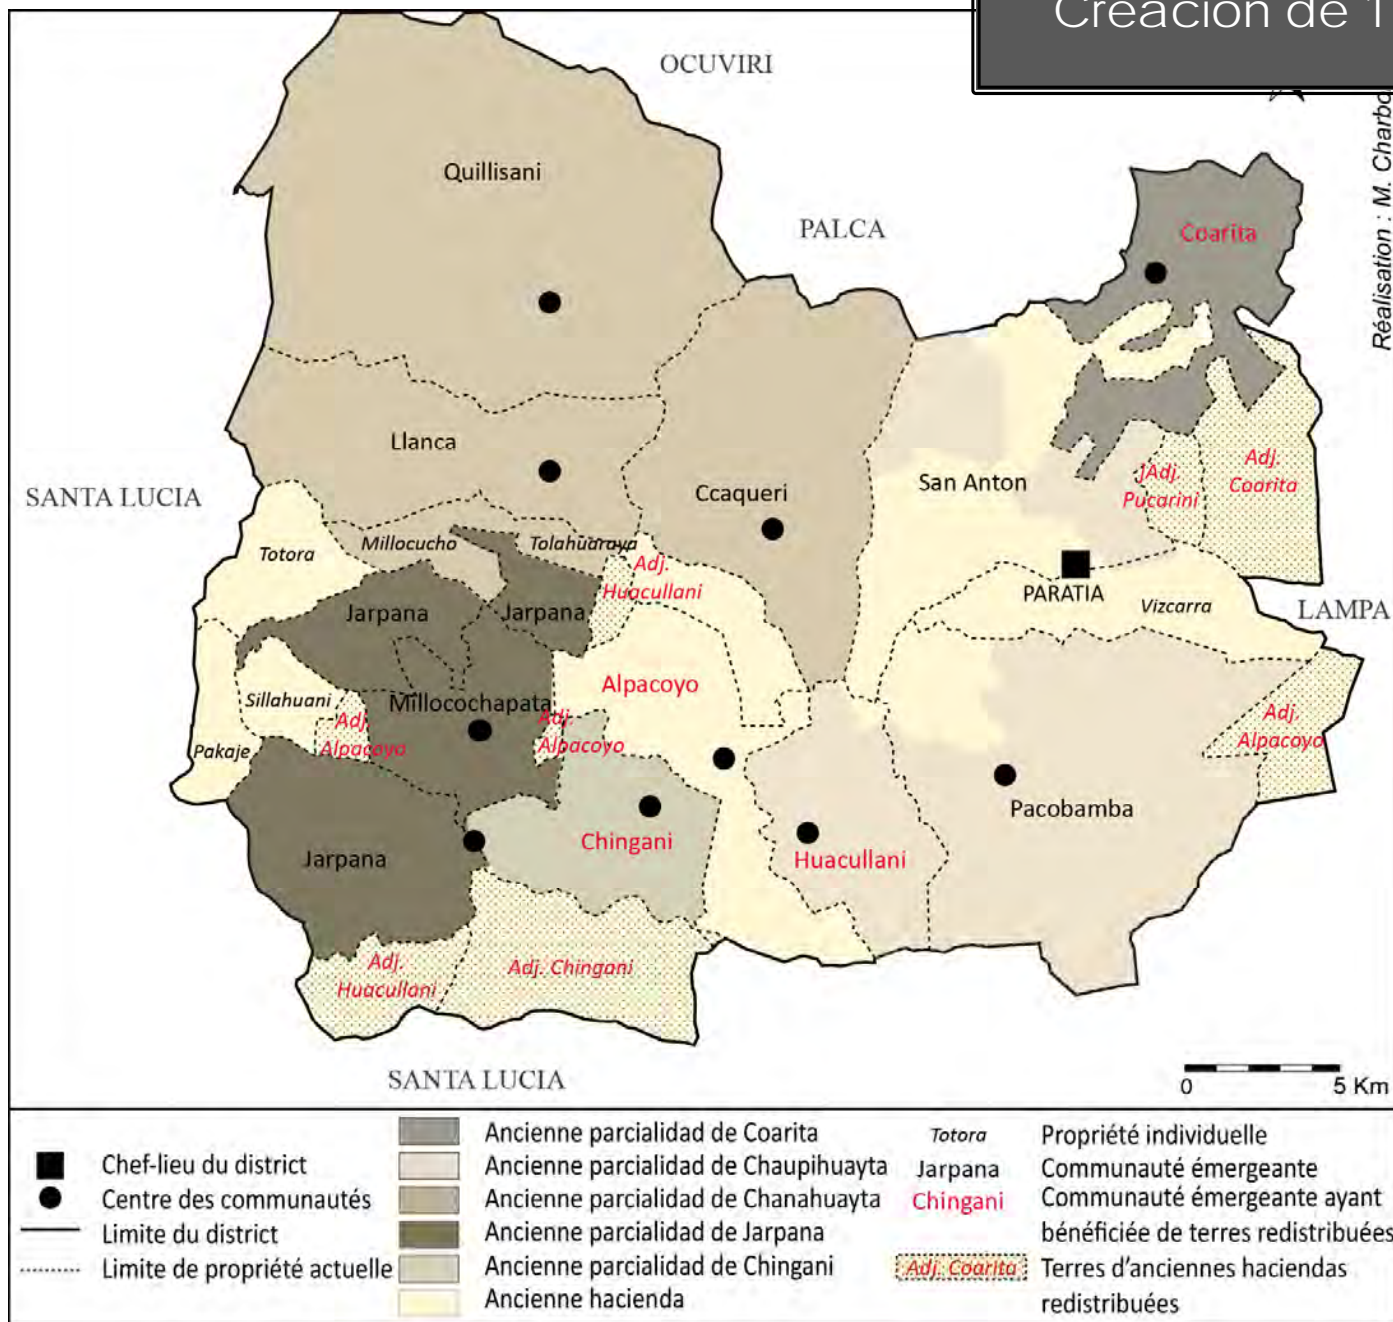 Creación de 1
OCUVIRI
Réalisation : M. Charbo
Quillisani
PALCA
Coarita
Llanca
SANTA LUCIA
Ccaqueri
San Anton
Adj.
Pucarini
Adj.
Coarita
Totora
Millocucho
Tolahuaraya
Adj.
Huacullani
PARATIA
Vizcarra
LAMPA
Jarpana
Jarpana
Alpacoyo
Sillahuani
Millocochapata
Adj.
Alpacoyo
Adj.
Alpacoyo
Adj.
Alpacoyo
Pakaje
Pacobamba
Chingani
Huacullani
Jarpana
Adj.
Huacullani
Adj. Chingani
SANTA LUCIA
0 5 Km
Chef-lieu du district
Centre des communautés
Limite du district
Limite de propriété actuelle
Ancienne parcialidad de Coarita
Ancienne parcialidad de Chaupihuayta
Ancienne parcialidad de Chanahuayta
Ancienne parcialidad de Jarpana
Ancienne parcialidad de Chingani
Ancienne hacienda
Totora Propriété individuelle
Jarpana Communauté émergeante
Chingani Communauté émergeante ayant
bénéficiée de terres redistribuées
Adj. Coarita Terres d'anciennes haciendas
redistribuées